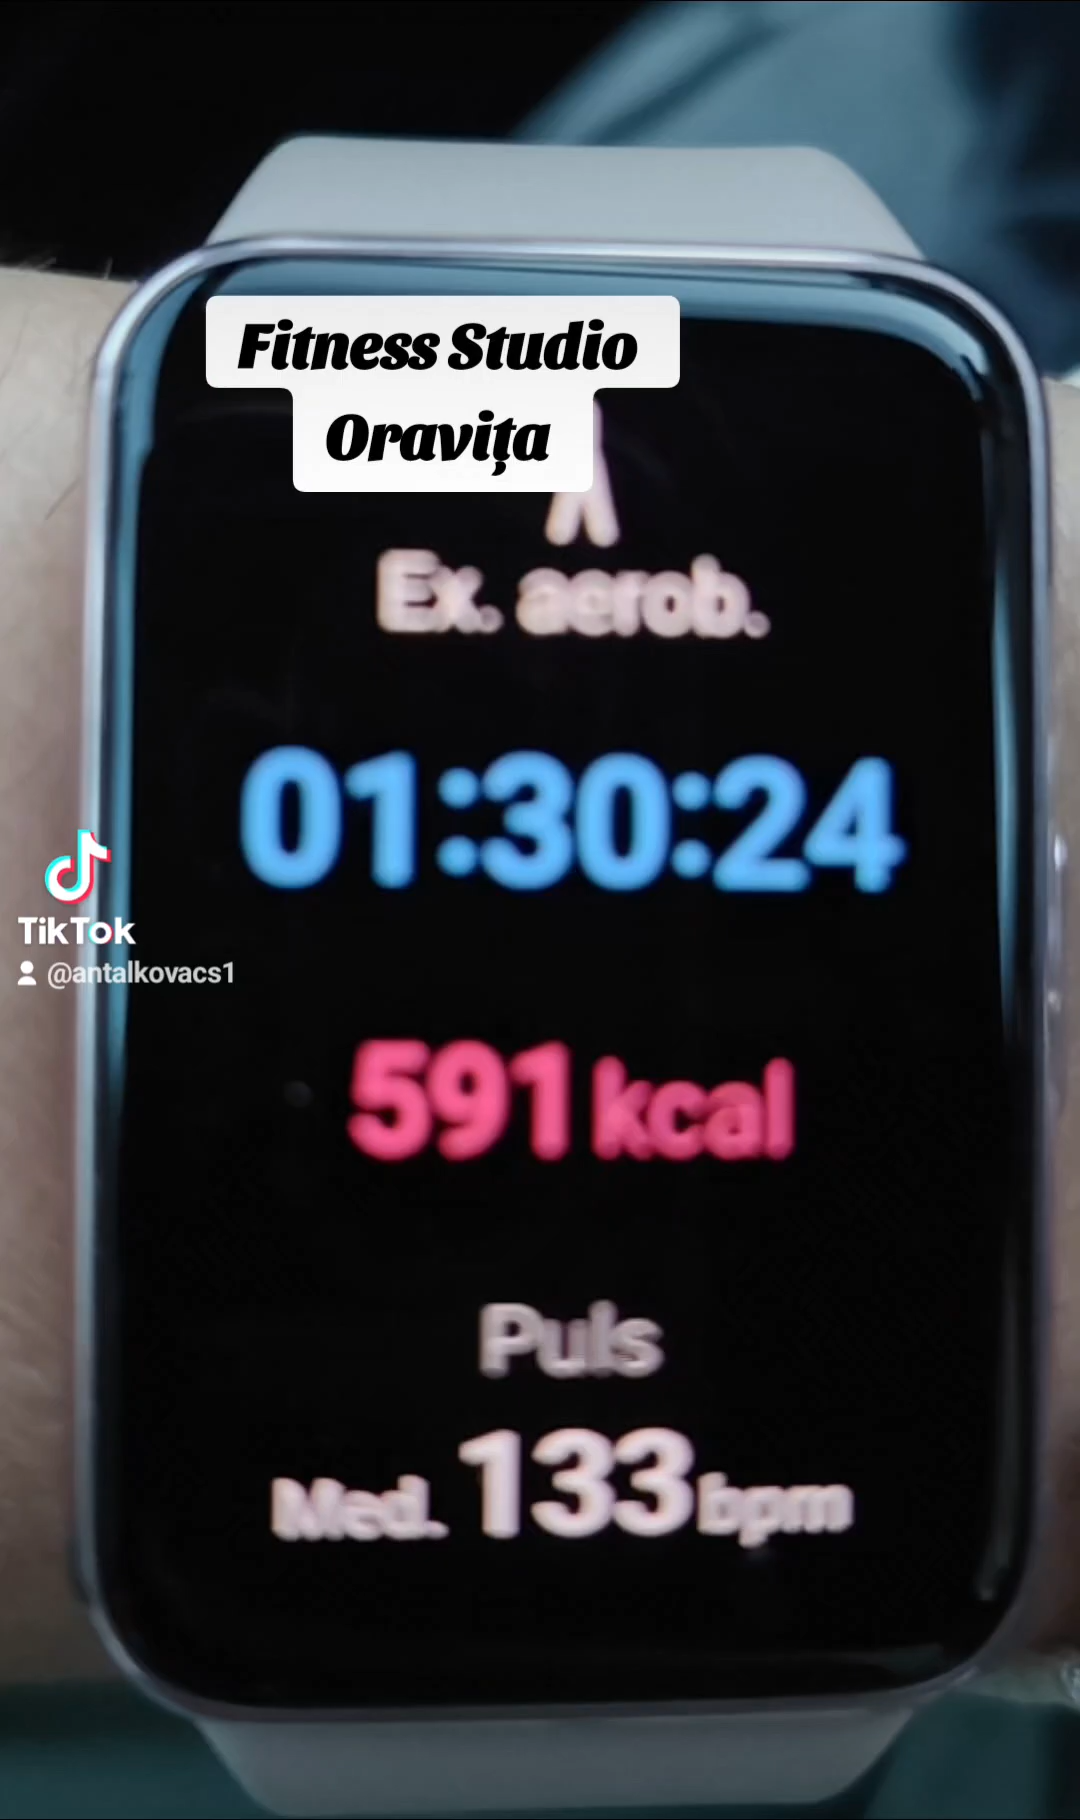 Fitness Studio
Oravița
Ex. aerob.
01:30:24
TikTok
@antalkovacs1
591 kcal
Puls
Med. 133 bpm